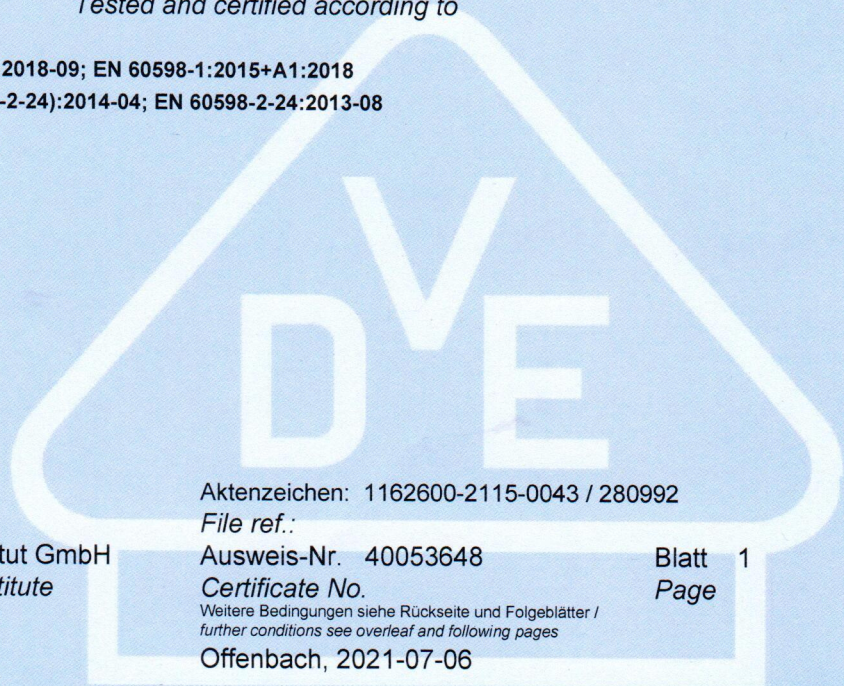 Tested and certified according to
2018-09; EN 60598-1:2015+A1:2018
-2-24):2014-04; EN 60598-2-24:2013-08
VDE
Aktenzeichen: 1162600-2115-0043 / 280992
File ref.:
tut GmbH Ausweis-Nr. 40053648 Blatt 1
titute Certificate No. Page
Weitere Bedingungen siehe Rückseite und Folgeblätter /
further conditions see overleaf and following pages
Offenbach, 2021-07-06